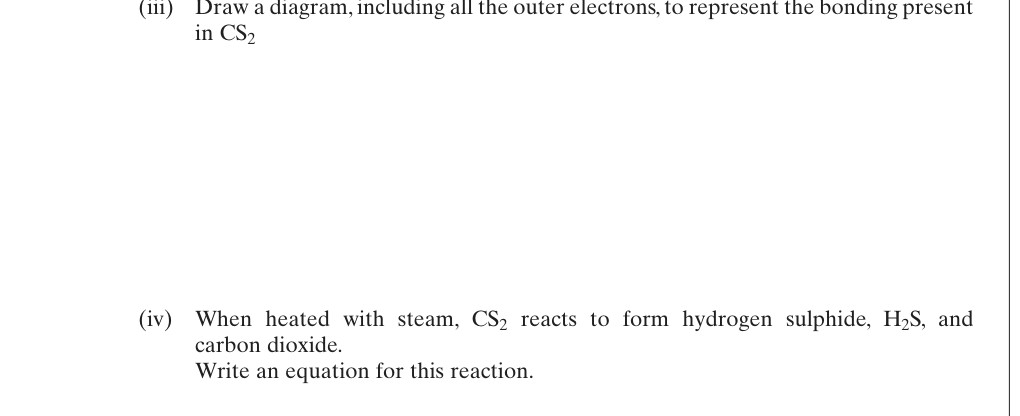 (iii) Draw a diagram, including all the outer electrons, to represent the bonding present
in CS₂
(iv) When heated with steam, CS₂ reacts to form hydrogen sulphide, H₂S, and
carbon dioxide.
Write an equation for this reaction.